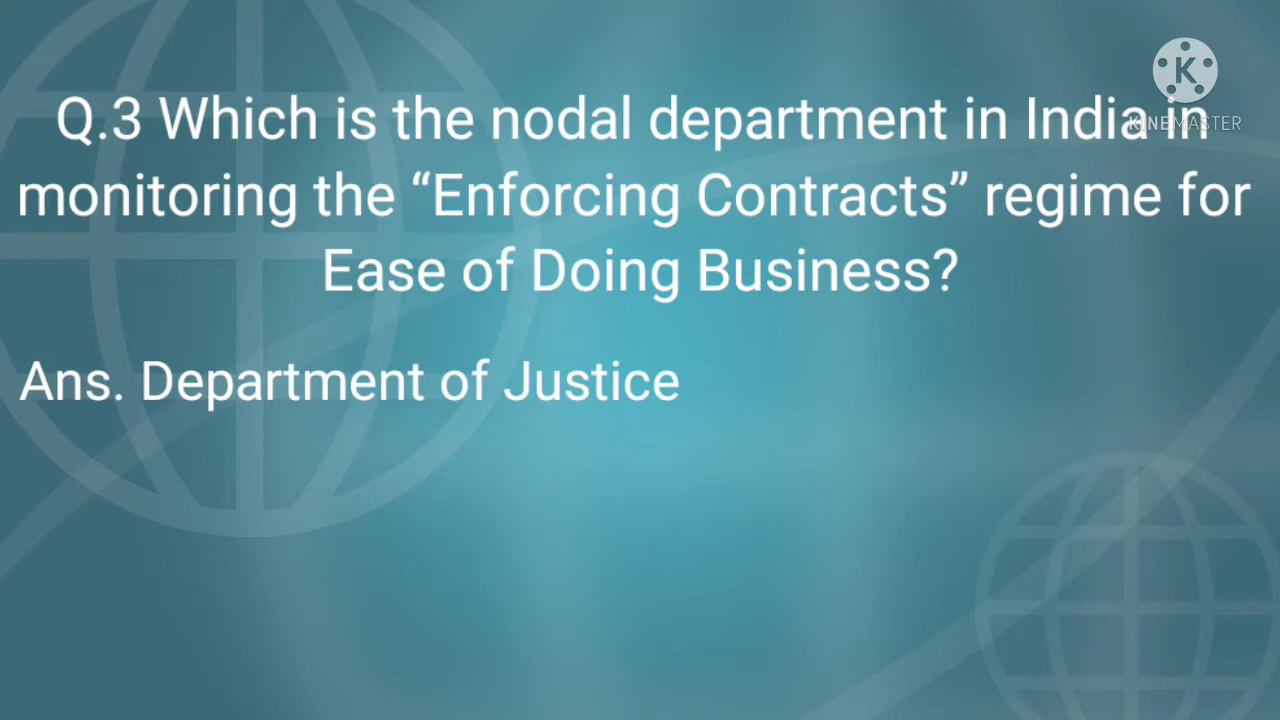 Q.3 Which is the nodal department in India in
monitoring the “Enforcing Contracts” regime for
Ease of Doing Business?
Ans. Department of Justice
K
KINEMASTER